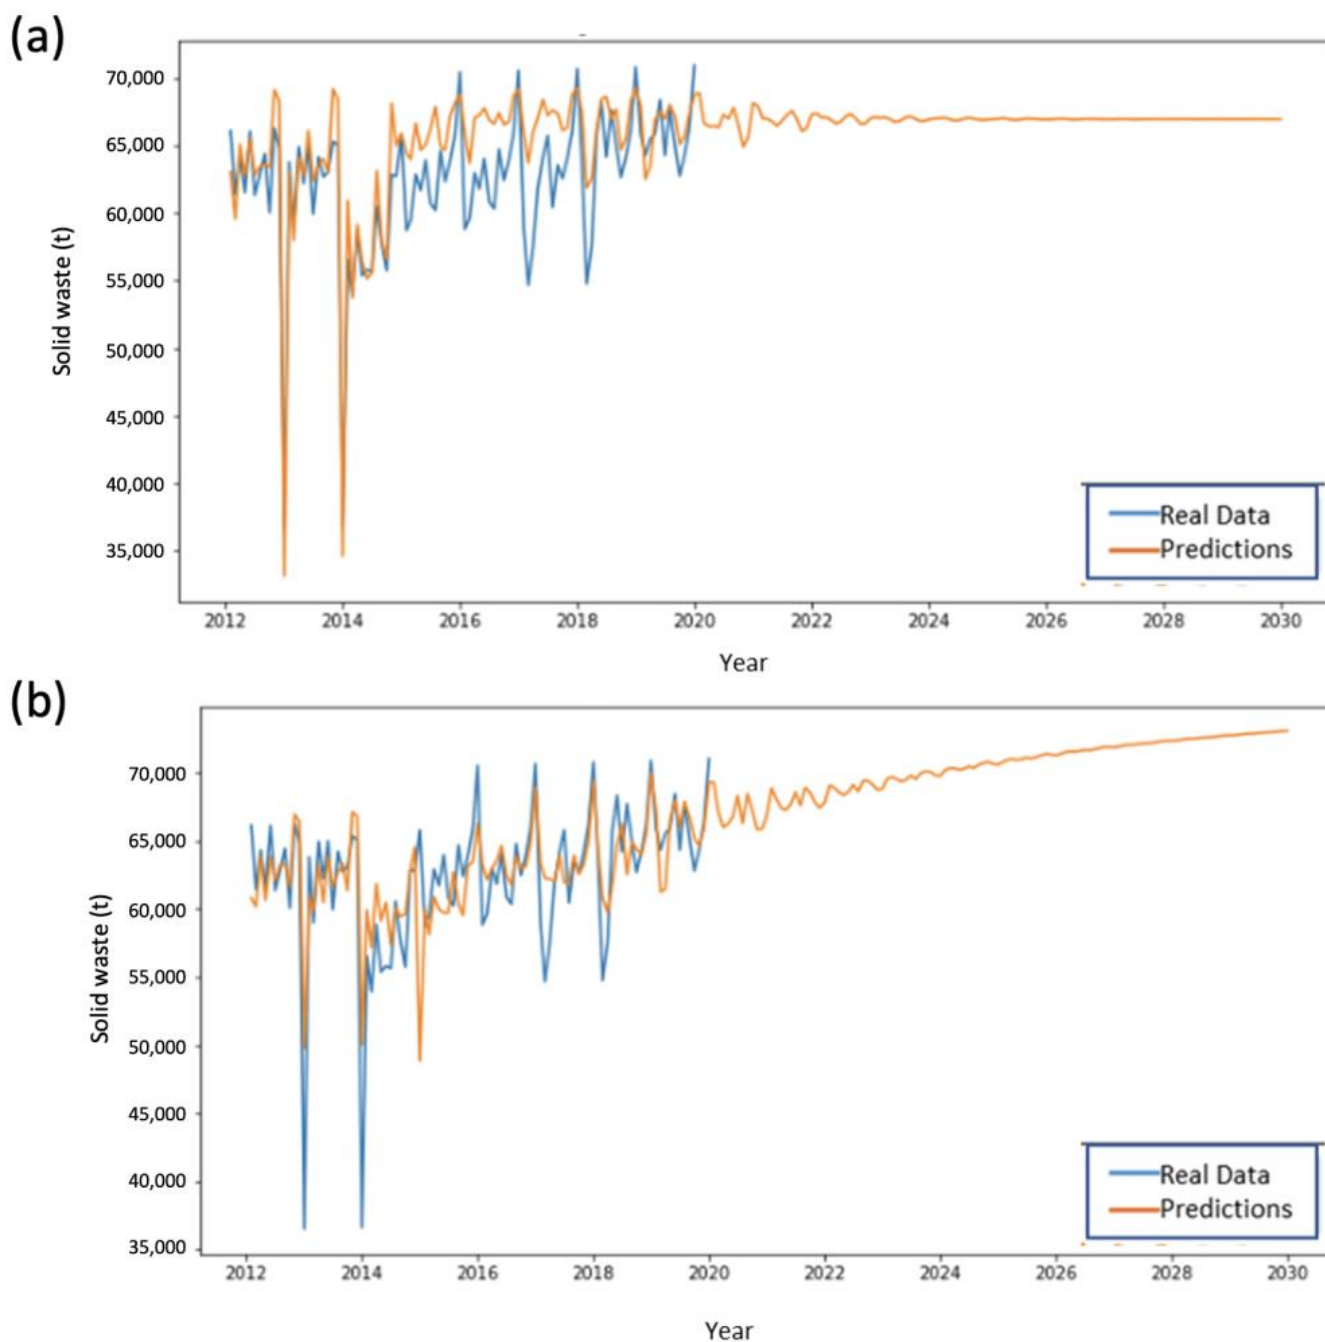 (a)
70,000
65,000
60,000
55,000
50,000
45,000
40,000
35,000
Solid waste (t)
Real Data
Predictions
2012 2014 2016 2018 2020 2022 2024 2026 2028 2030
Year
(b)
70,000
65,000
60,000
55,000
50,000
45,000
40,000
35,000
Solid waste (t)
Real Data
Predictions
2012 2014 2016 2018 2020 2022 2024 2026 2028 2030
Year